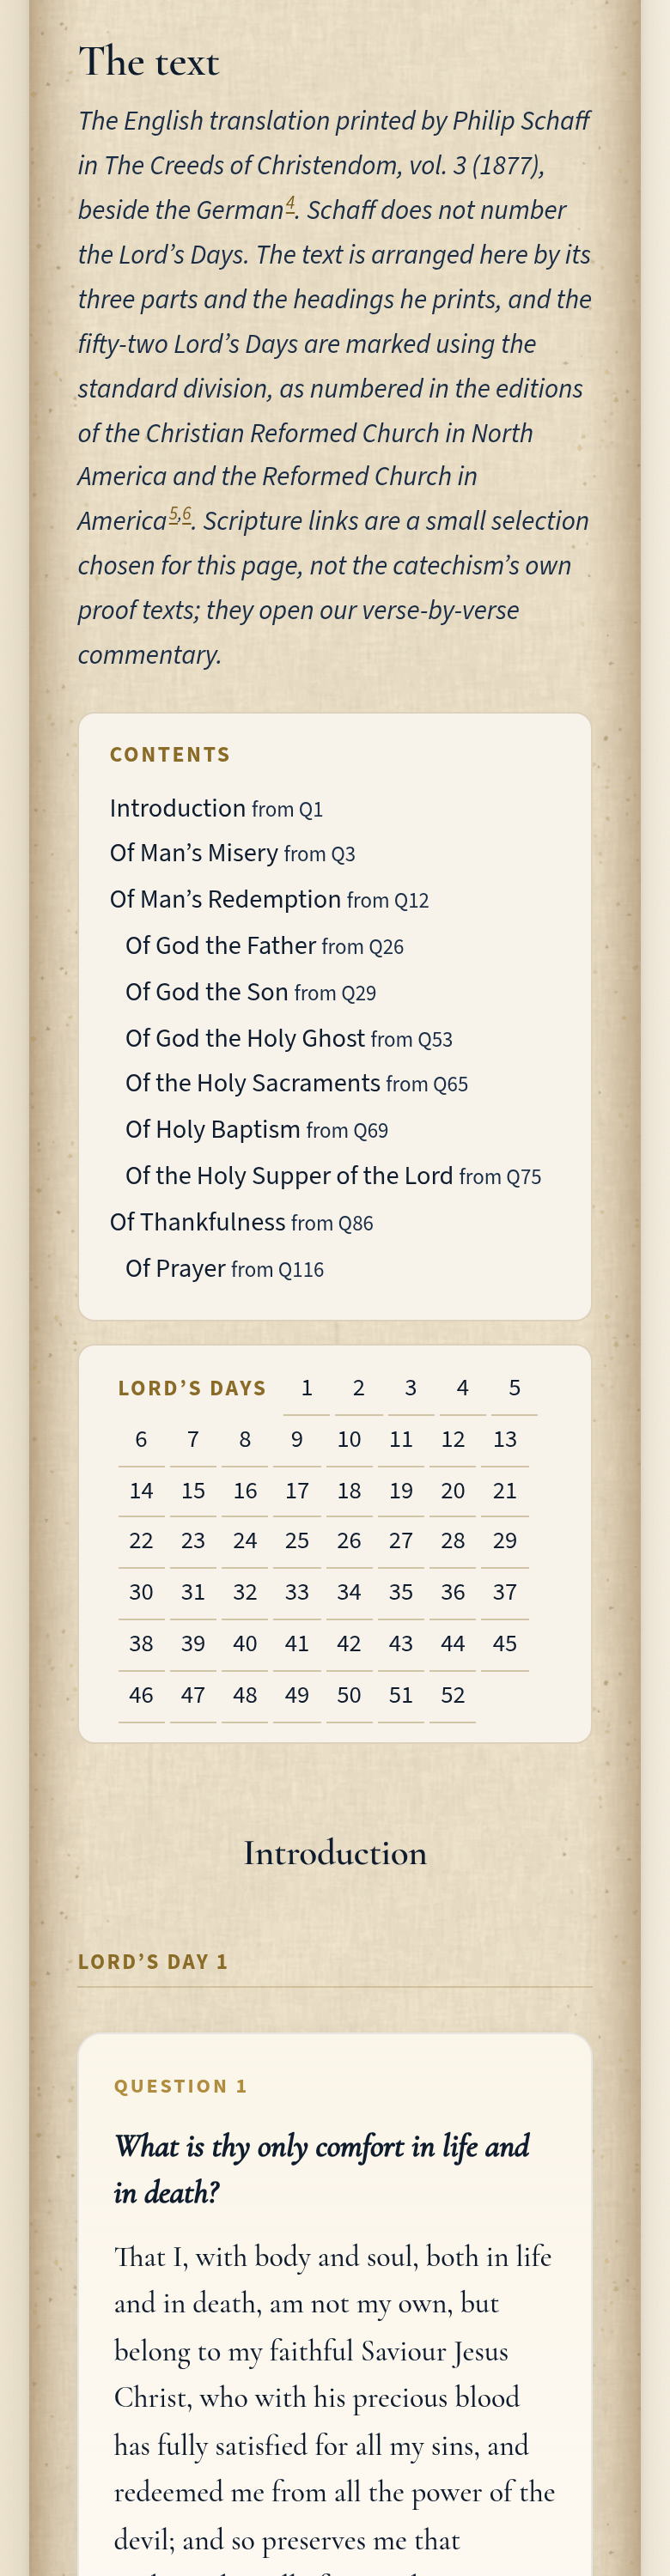 The text
The English translation printed by Philip Schaff
in The Creeds of Christendom, vol. 3 (1877),
beside the German4. Schaff does not number
the Lord’s Days. The text is arranged here by its
three parts and the headings he prints, and the
fifty-two Lord’s Days are marked using the
standard division, as numbered in the editions
of the Christian Reformed Church in North
America and the Reformed Church in
America5,6. Scripture links are a small selection
chosen for this page, not the catechism’s own
proof texts; they open our verse-by-verse
commentary.
CONTENTS
Introduction from Q1
Of Man’s Misery from Q3
Of Man’s Redemption from Q12
Of God the Father from Q26
Of God the Son from Q29
Of God the Holy Ghost from Q53
Of the Holy Sacraments from Q65
Of Holy Baptism from Q69
Of the Holy Supper of the Lord from Q75
Of Thankfulness from Q86
Of Prayer from Q116
LORD’S DAYS 1 2 3 4 5
6 7 8 9 10 11 12 13
14 15 16 17 18 19 20 21
22 23 24 25 26 27 28 29
30 31 32 33 34 35 36 37
38 39 40 41 42 43 44 45
46 47 48 49 50 51 52
Introduction
LORD’S DAY 1
QUESTION 1
What is thy only comfort in life and
in death?
That I, with body and soul, both in life
and in death, am not my own, but
belong to my faithful Saviour Jesus
Christ, who with his precious blood
has fully satisfied for all my sins, and
redeemed me from all the power of the
devil; and so preserves me that